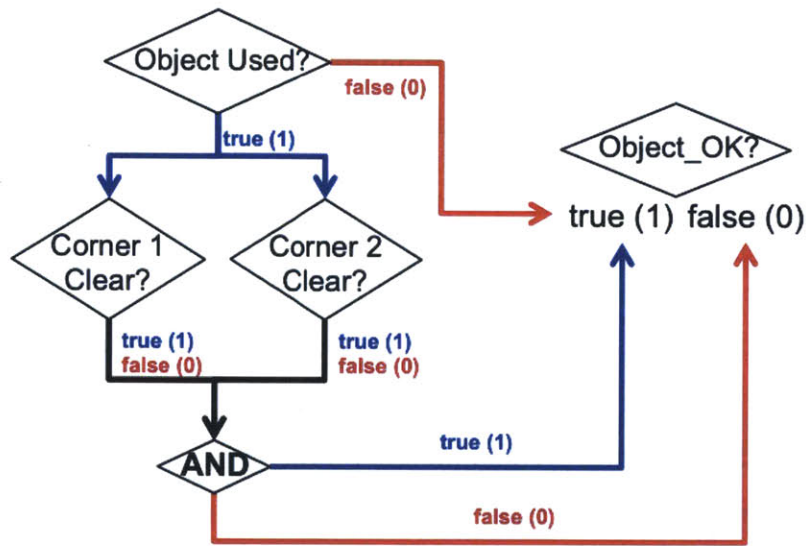 Object Used?
false (0)
true (1)
Object_OK?
true (1) false (0)
Corner 1
Clear?
Corner 2
Clear?
true (1)
false (0)
true (1)
false (0)
AND
true (1)
false (0)